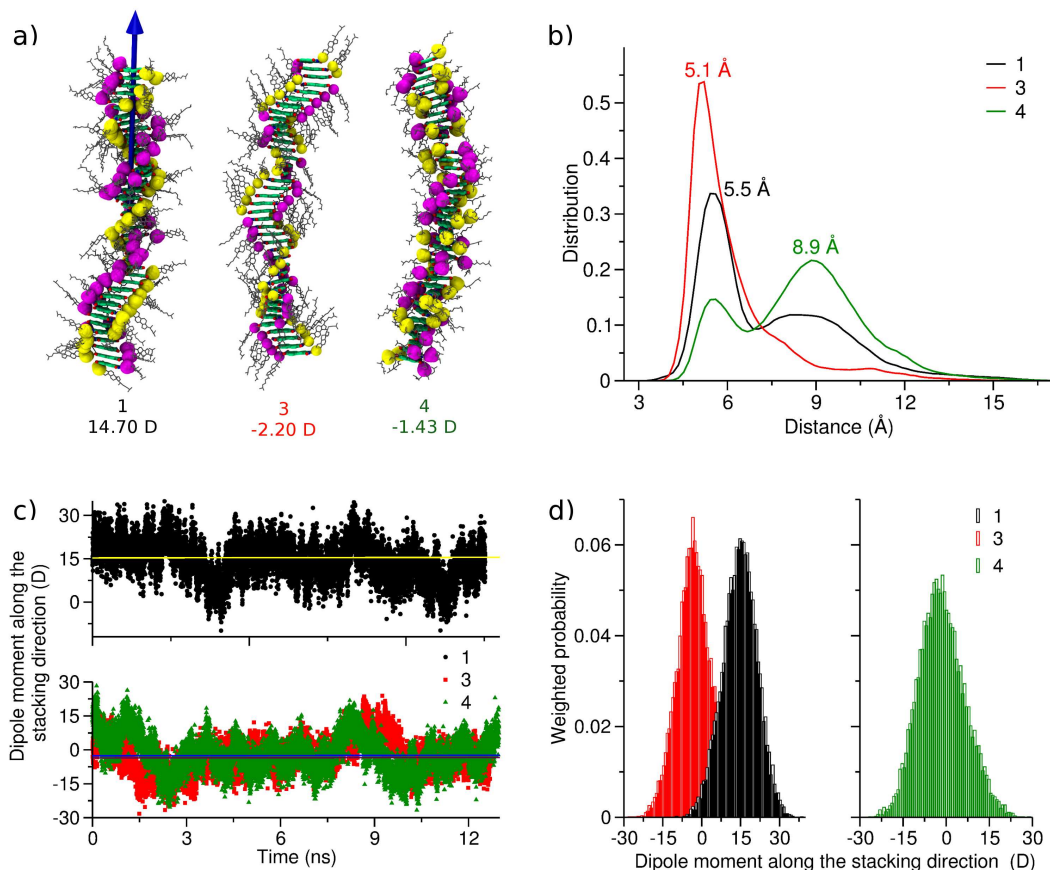 a)
1
14.70 D
3
-2.20 D
4
-1.43 D
b)
5.1 Å
5.5 Å
8.9 Å
1
3
4
Distribution
0.5
0.4
0.3
0.2
0.1
0
3 6 9 12 15
Distance (Å)
c)
Dipole moment along the
stacking direction (D)
30
15
0
1
3
4
30
15
0
-15
-30
0 3 6 9 12
Time (ns)
d)
1
3
4
Weighted probability
0.06
0.04
0.02
0
-30 -15 0 15 30
-30 -15 0 15 30
Dipole moment along the stacking direction (D)